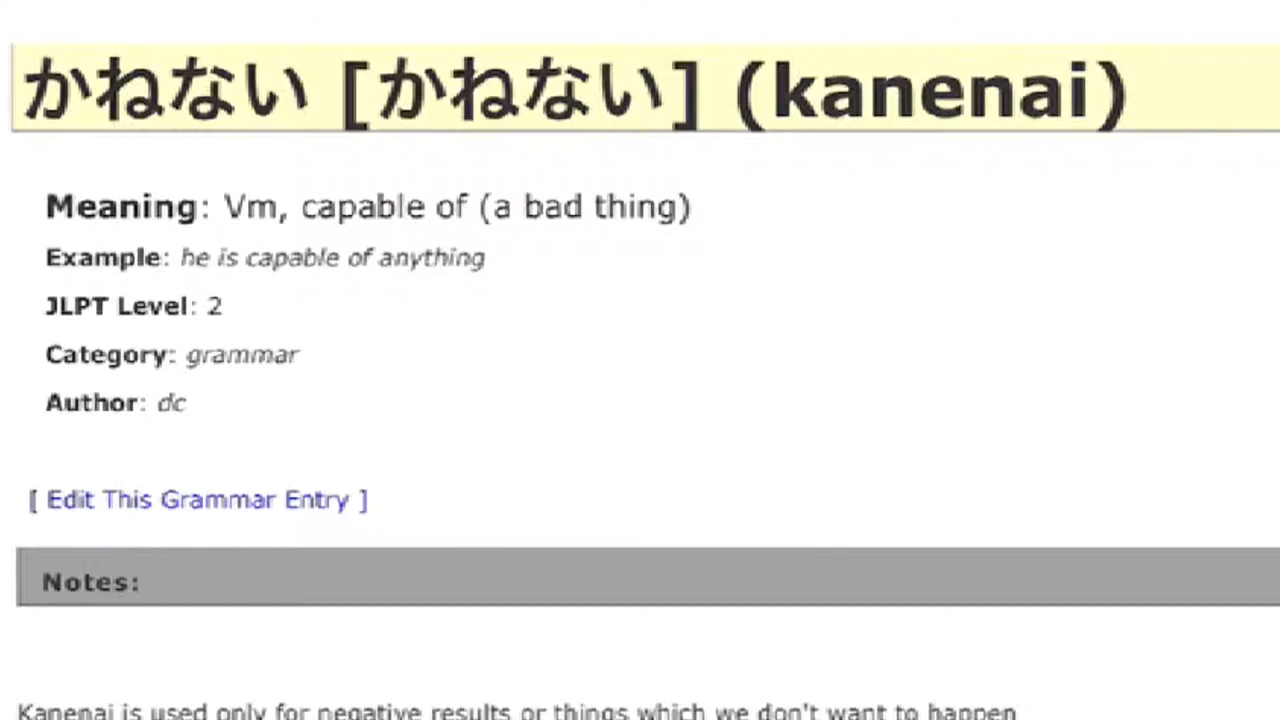 かねない [かねない] (kanenai)
Meaning: Vm, capable of (a bad thing)
Example: he is capable of anything
JLPT Level: 2
Category: grammar
Author: dc
[ Edit This Grammar Entry ]
Notes:
Kanenai is used only for negative results or things which we don't want to happen